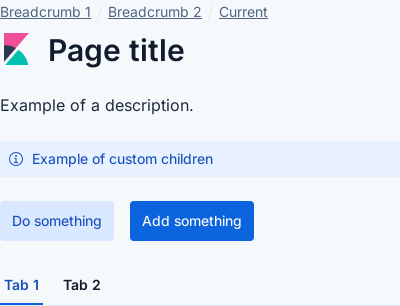 Breadcrumb 1 / Breadcrumb 2 / Current
Page title
Example of a description.
Example of custom children
Do something Add something
Tab 1 Tab 2